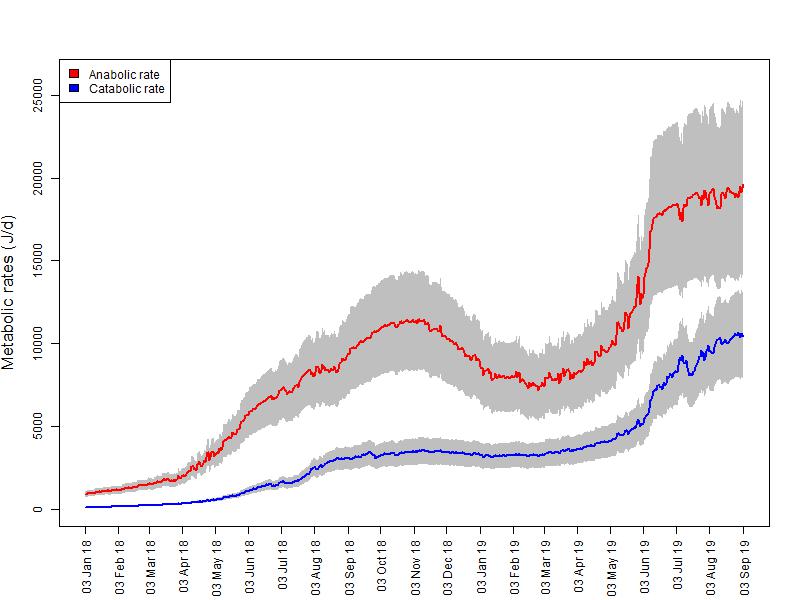 Anabolic rate
Catabolic rate
Metabolic rates (J/d)
25000
20000
15000
10000
5000
0
03 Jan 18
03 Feb 18
03 Mar 18
03 Apr 18
03 May 18
03 Jun 18
03 Jul 18
03 Aug 18
03 Sep 18
03 Oct 18
03 Nov 18
03 Dec 18
03 Jan 19
03 Feb 19
03 Mar 19
03 Apr 19
03 May 19
03 Jun 19
03 Jul 19
03 Aug 19
03 Sep 19